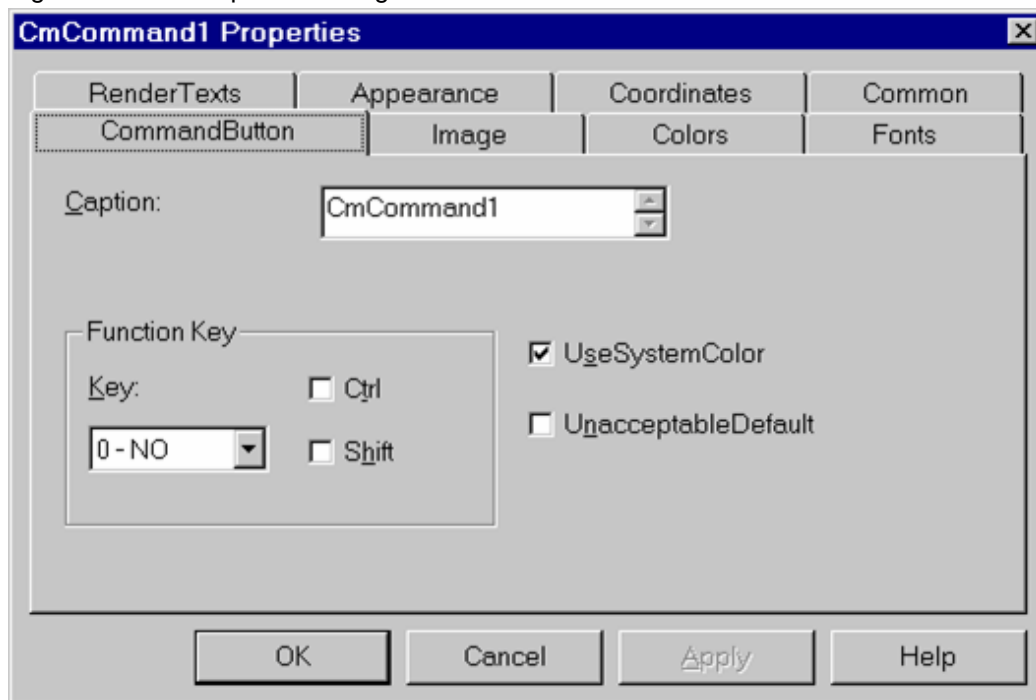 CmCommand1 Properties
RenderTexts Appearance Coordinates Common
CommandButton Image Colors Fonts
Caption: CmCommand1
Function Key
Key: Ctrl UseSystemColor
0 - NO Shift UnacceptableDefault
OK Cancel Apply Help